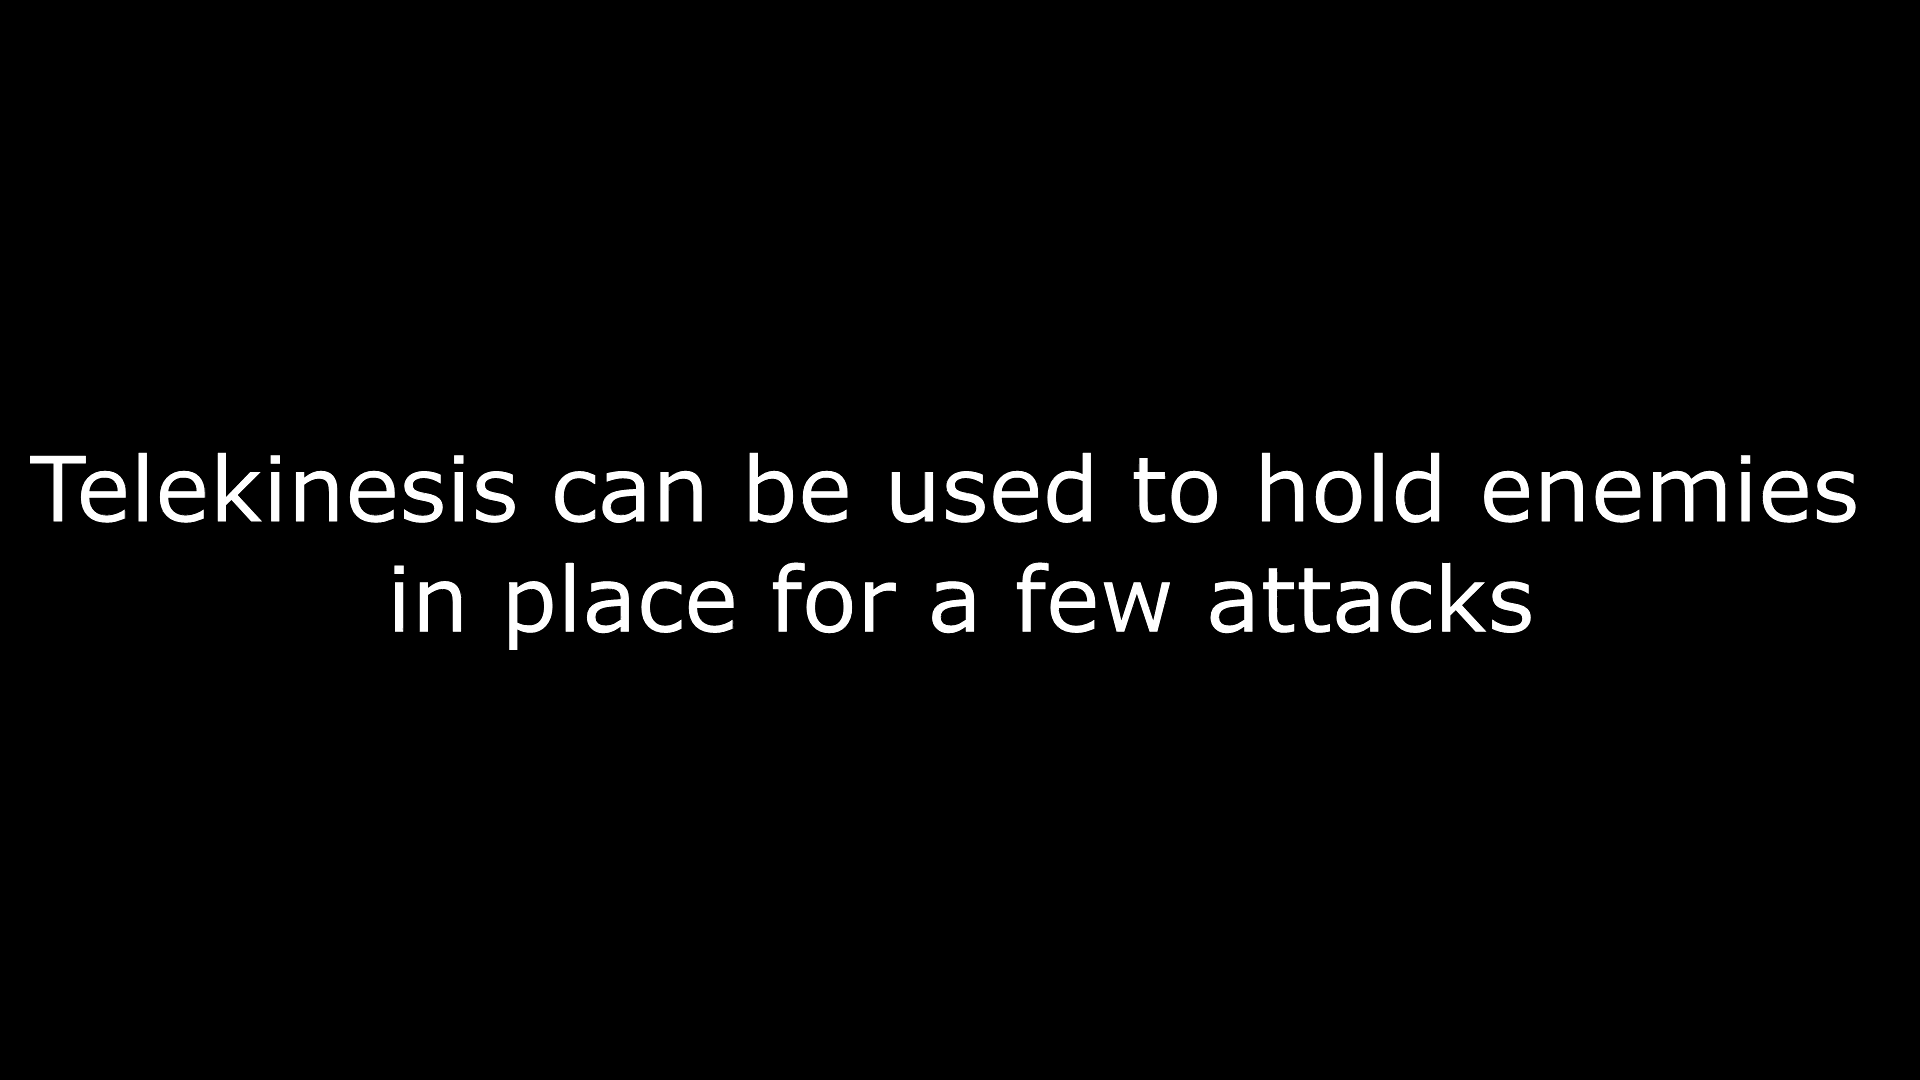 Telekinesis can be used to hold enemies
in place for a few attacks